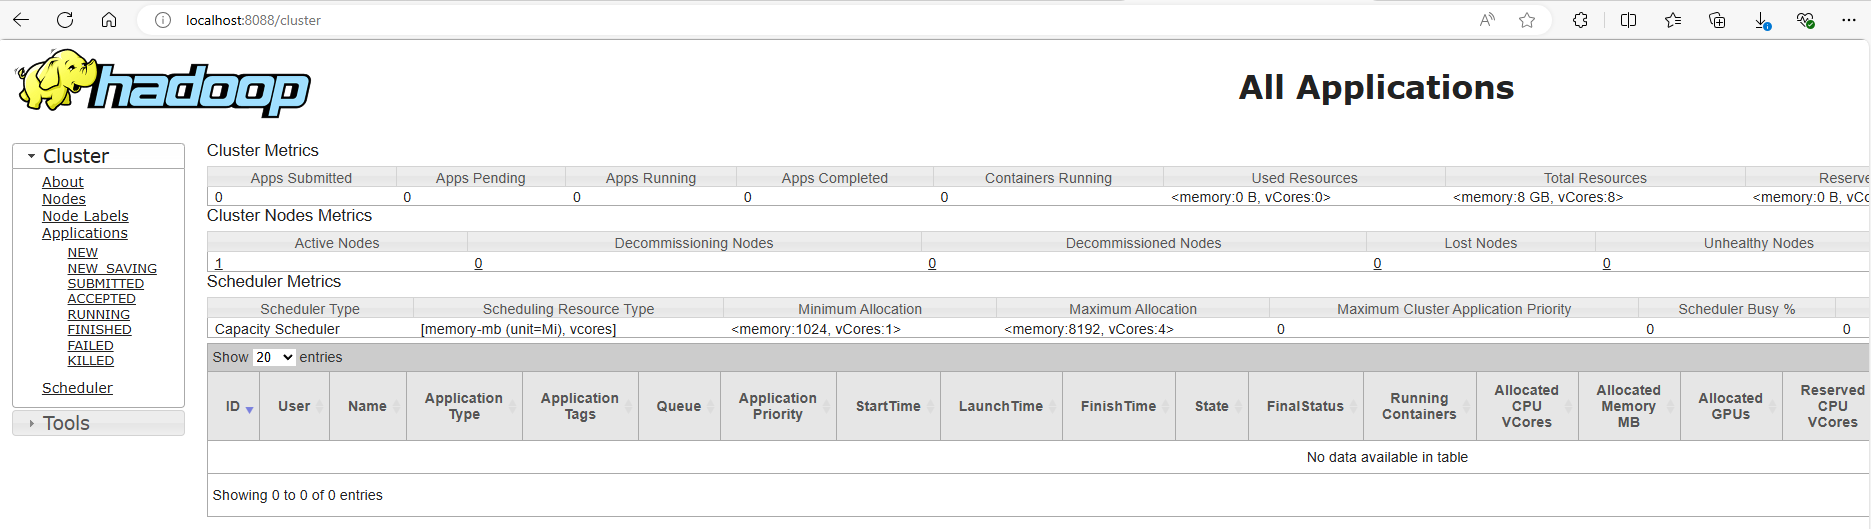 localhost:8088/cluster
hadoop
All Applications
Cluster
About
Nodes
Node Labels
Applications
NEW
NEW_SAVING
SUBMITTED
ACCEPTED
RUNNING
FINISHED
FAILED
KILLED
Scheduler
Tools
Cluster Metrics
Apps Submitted Apps Pending Apps Running Apps Completed Containers Running Used Resources Total Resources Reserve
0 0 0 0 0 <memory:0 B, vCores:0> <memory:8 GB, vCores:8> <memory:0 B, vCo
Cluster Nodes Metrics
Active Nodes Decommissioning Nodes Decommissioned Nodes Lost Nodes Unhealthy Nodes
1 0 0 0 0
Scheduler Metrics
Scheduler Type Scheduling Resource Type Minimum Allocation Maximum Allocation Maximum Cluster Application Priority Scheduler Busy %
Capacity Scheduler [memory-mb (unit=Mi), vcores] <memory:1024, vCores:1> <memory:8192, vCores:4> 0 0 0
Show 20 entries
ID User Name Application Type Application Tags Queue Application Priority StartTime LaunchTime FinishTime State FinalStatus Running Containers Allocated CPU VCores Allocated Memory MB Allocated GPUs Reserved CPU VCores
No data available in table
Showing 0 to 0 of 0 entries